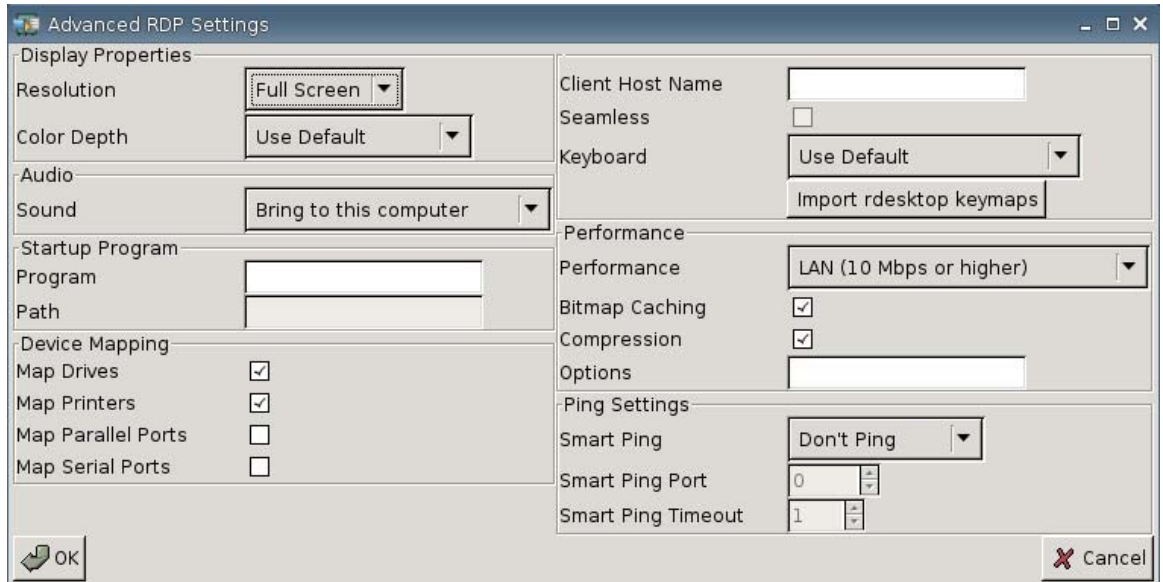 Advanced RDP Settings
Display Properties
Resolution
Full Screen
Color Depth
Use Default
Audio
Sound
Bring to this computer
Startup Program
Program
Path
Device Mapping
Map Drives
Map Printers
Map Parallel Ports
Map Serial Ports
OK
Client Host Name
Seamless
Keyboard
Use Default
Import rdesktop keymaps
Performance
Performance
LAN (10 Mbps or higher)
Bitmap Caching
Compression
Options
Ping Settings
Smart Ping
Don't Ping
Smart Ping Port
0
Smart Ping Timeout
1
Cancel